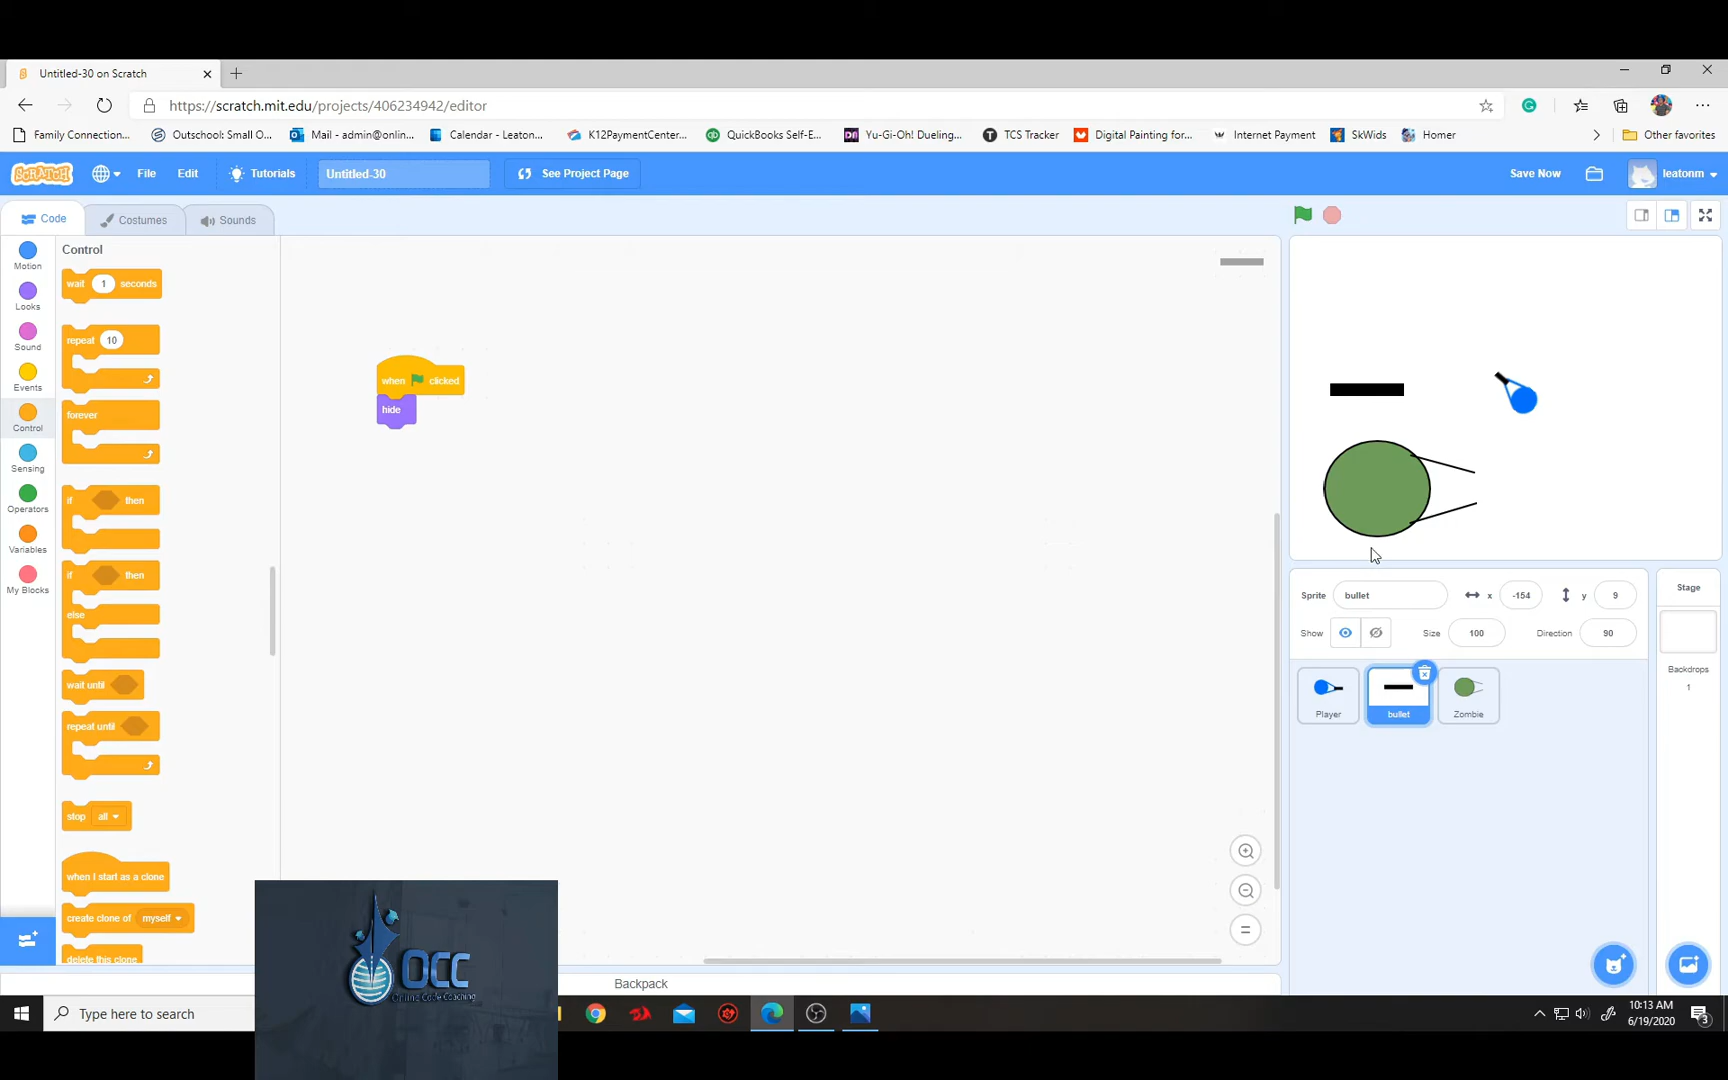 Untitled-30 on Scratch
https://scratch.mit.edu/projects/406234942/editor
Family Connection...
Outschool: Small O...
Mail - admin@onlin...
Calendar - Leaton...
K12PaymentCenter...
QuickBooks Self-E...
Yu-Gi-Oh! Dueling...
TCS Tracker
Digital Painting for...
Internet Payment
SkWids
Homer
Other favorites
SCRATCH
File
Edit
Tutorials
Untitled-30
See Project Page
Save Now
leatonm
Code
Costumes
Sounds
Motion
Looks
Sound
Events
Control
Sensing
Operators
Variables
My Blocks
Control
wait 1 seconds
repeat 10
forever
if then
if then
else
wait until
repeat until
stop all
when I start as a clone
create clone of myself
delete this clone
when clicked
hide
Sprite bullet x -154 y 9
Show Size 100 Direction 90
Player
bullet
Zombie
Stage
Backdrops
1
Backpack
OCC
Online Code Coaching
Type here to search
10:13 AM
6/19/2020
3